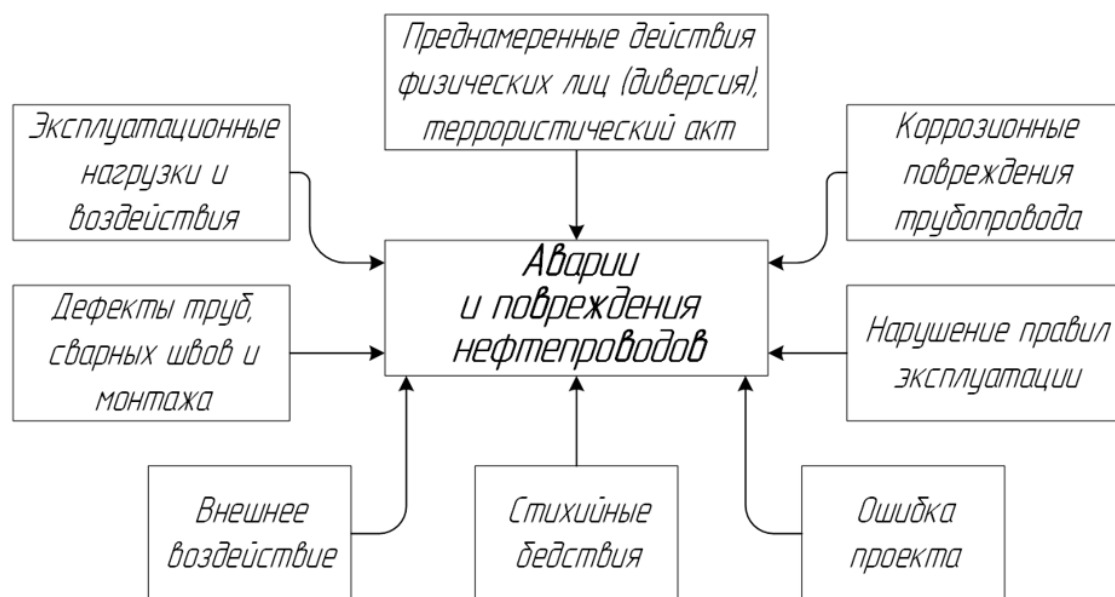 Преднамеренные действия
физических лиц (диверсия),
террористический акт
Эксплуатационные
нагрузки и
воздействия
Коррозионные
повреждения
трубопровода
Аварии
и повреждения
нефтепроводов
Дефекты труб,
сварных швов и
монтажа
Нарушение правил
эксплуатации
Внешнее
воздействие
Стихийные
бедствия
Ошибка
проекта